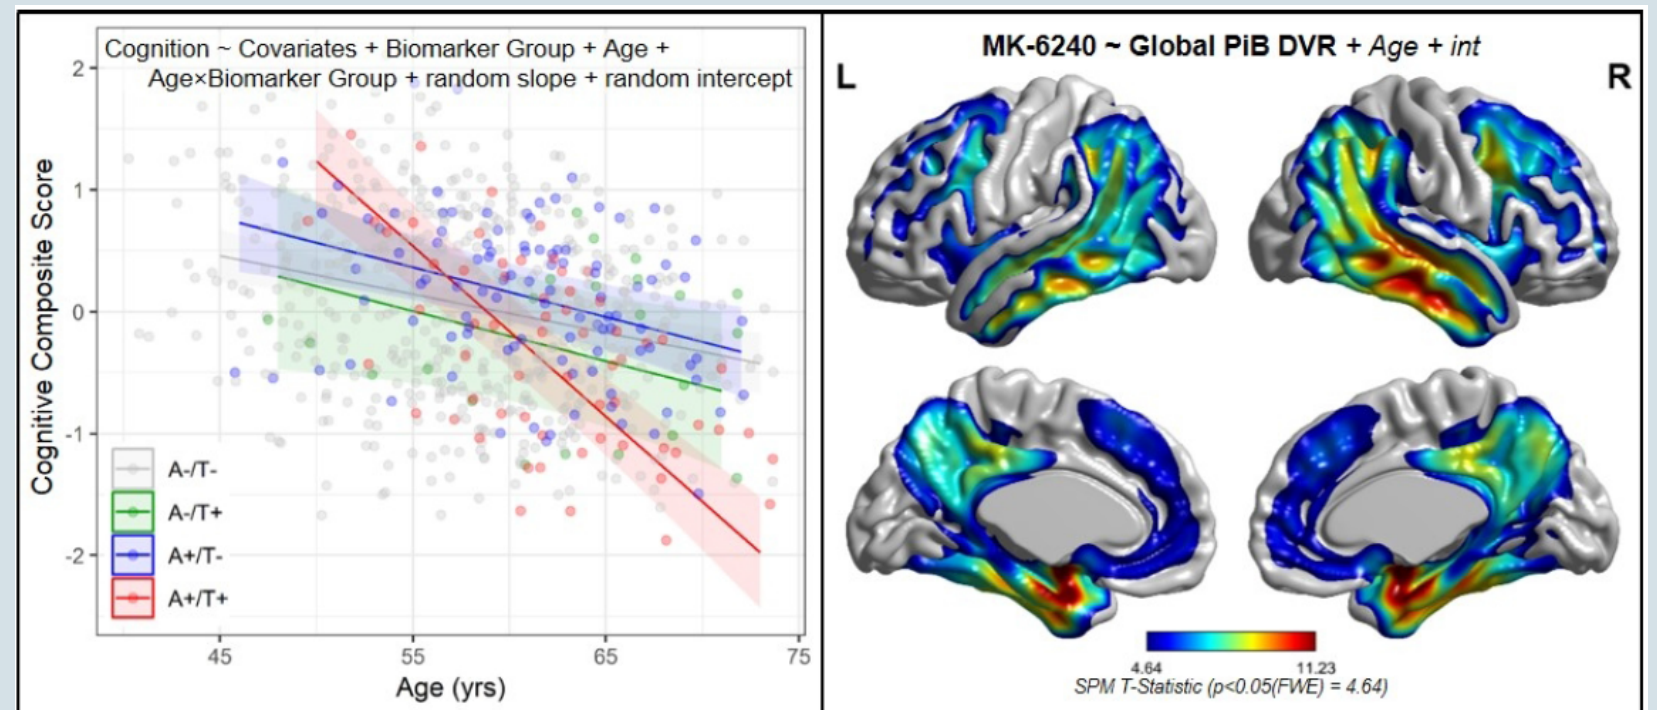 Cognition ~ Covariates + Biomarker Group + Age +
Age×Biomarker Group + random slope + random intercept
Cognitive Composite Score
2
1
0
-1
-2
A-/T-
A-/T+
A+/T-
A+/T+
45 55 65 75
Age (yrs)
MK-6240 ~ Global PiB DVR + Age + int
L R
4.64 11.23
SPM T-Statistic (p<0.05(FWE) = 4.64)